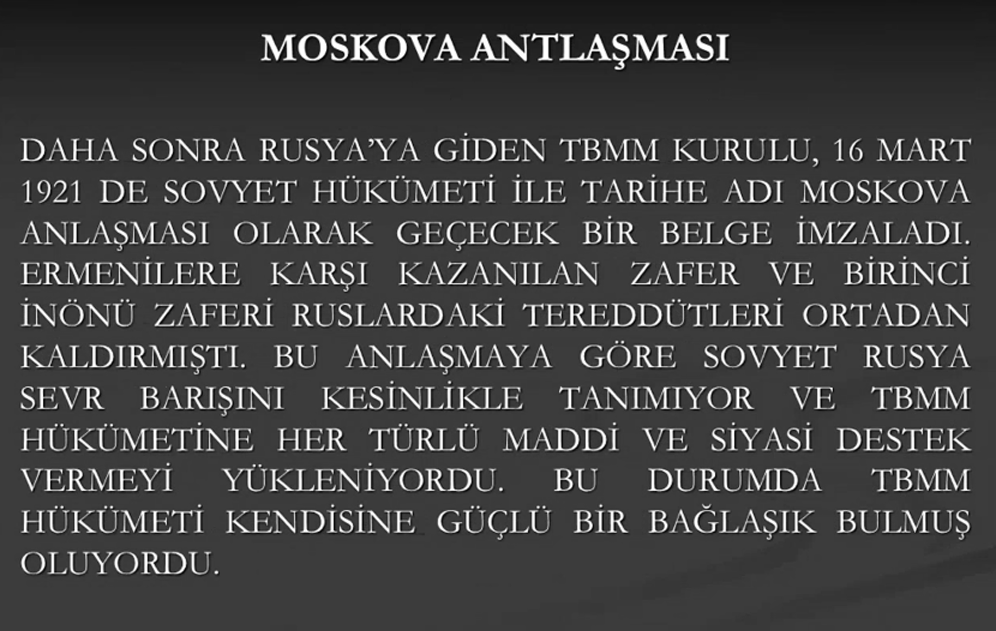 MOSKOVA ANTLAŞMASI
DAHA SONRA RUSYA'YA GİDEN TBMM KURULU, 16 MART
1921 DE SOVYET HÜKÜMETİ İLE TARİHE ADI MOSKOVA
ANLAŞMASI OLARAK GEÇECEK BİR BELGE İMZALADI.
ERMENİLERE KARŞI KAZANILAN ZAFER VE BİRİNCİ
İNÖNÜ ZAFERİ RUSLARDAKİ TEREDDÜTLERİ ORTADAN
KALDIRMIŞTI. BU ANLAŞMAYA GÖRE SOVYET RUSYA
SEVR BARIŞINI KESİNLİKLE TANIMIYOR VE TBMM
HÜKÜMETİNE HER TÜRLÜ MADDİ VE SİYASİ DESTEK
VERMEYİ YÜKLENİYORDU. BU DURUMDA TBMM
HÜKÜMETİ KENDİSİNE GÜÇLÜ BİR BAĞLAŞIK BULMUŞ
OLUYORDU.